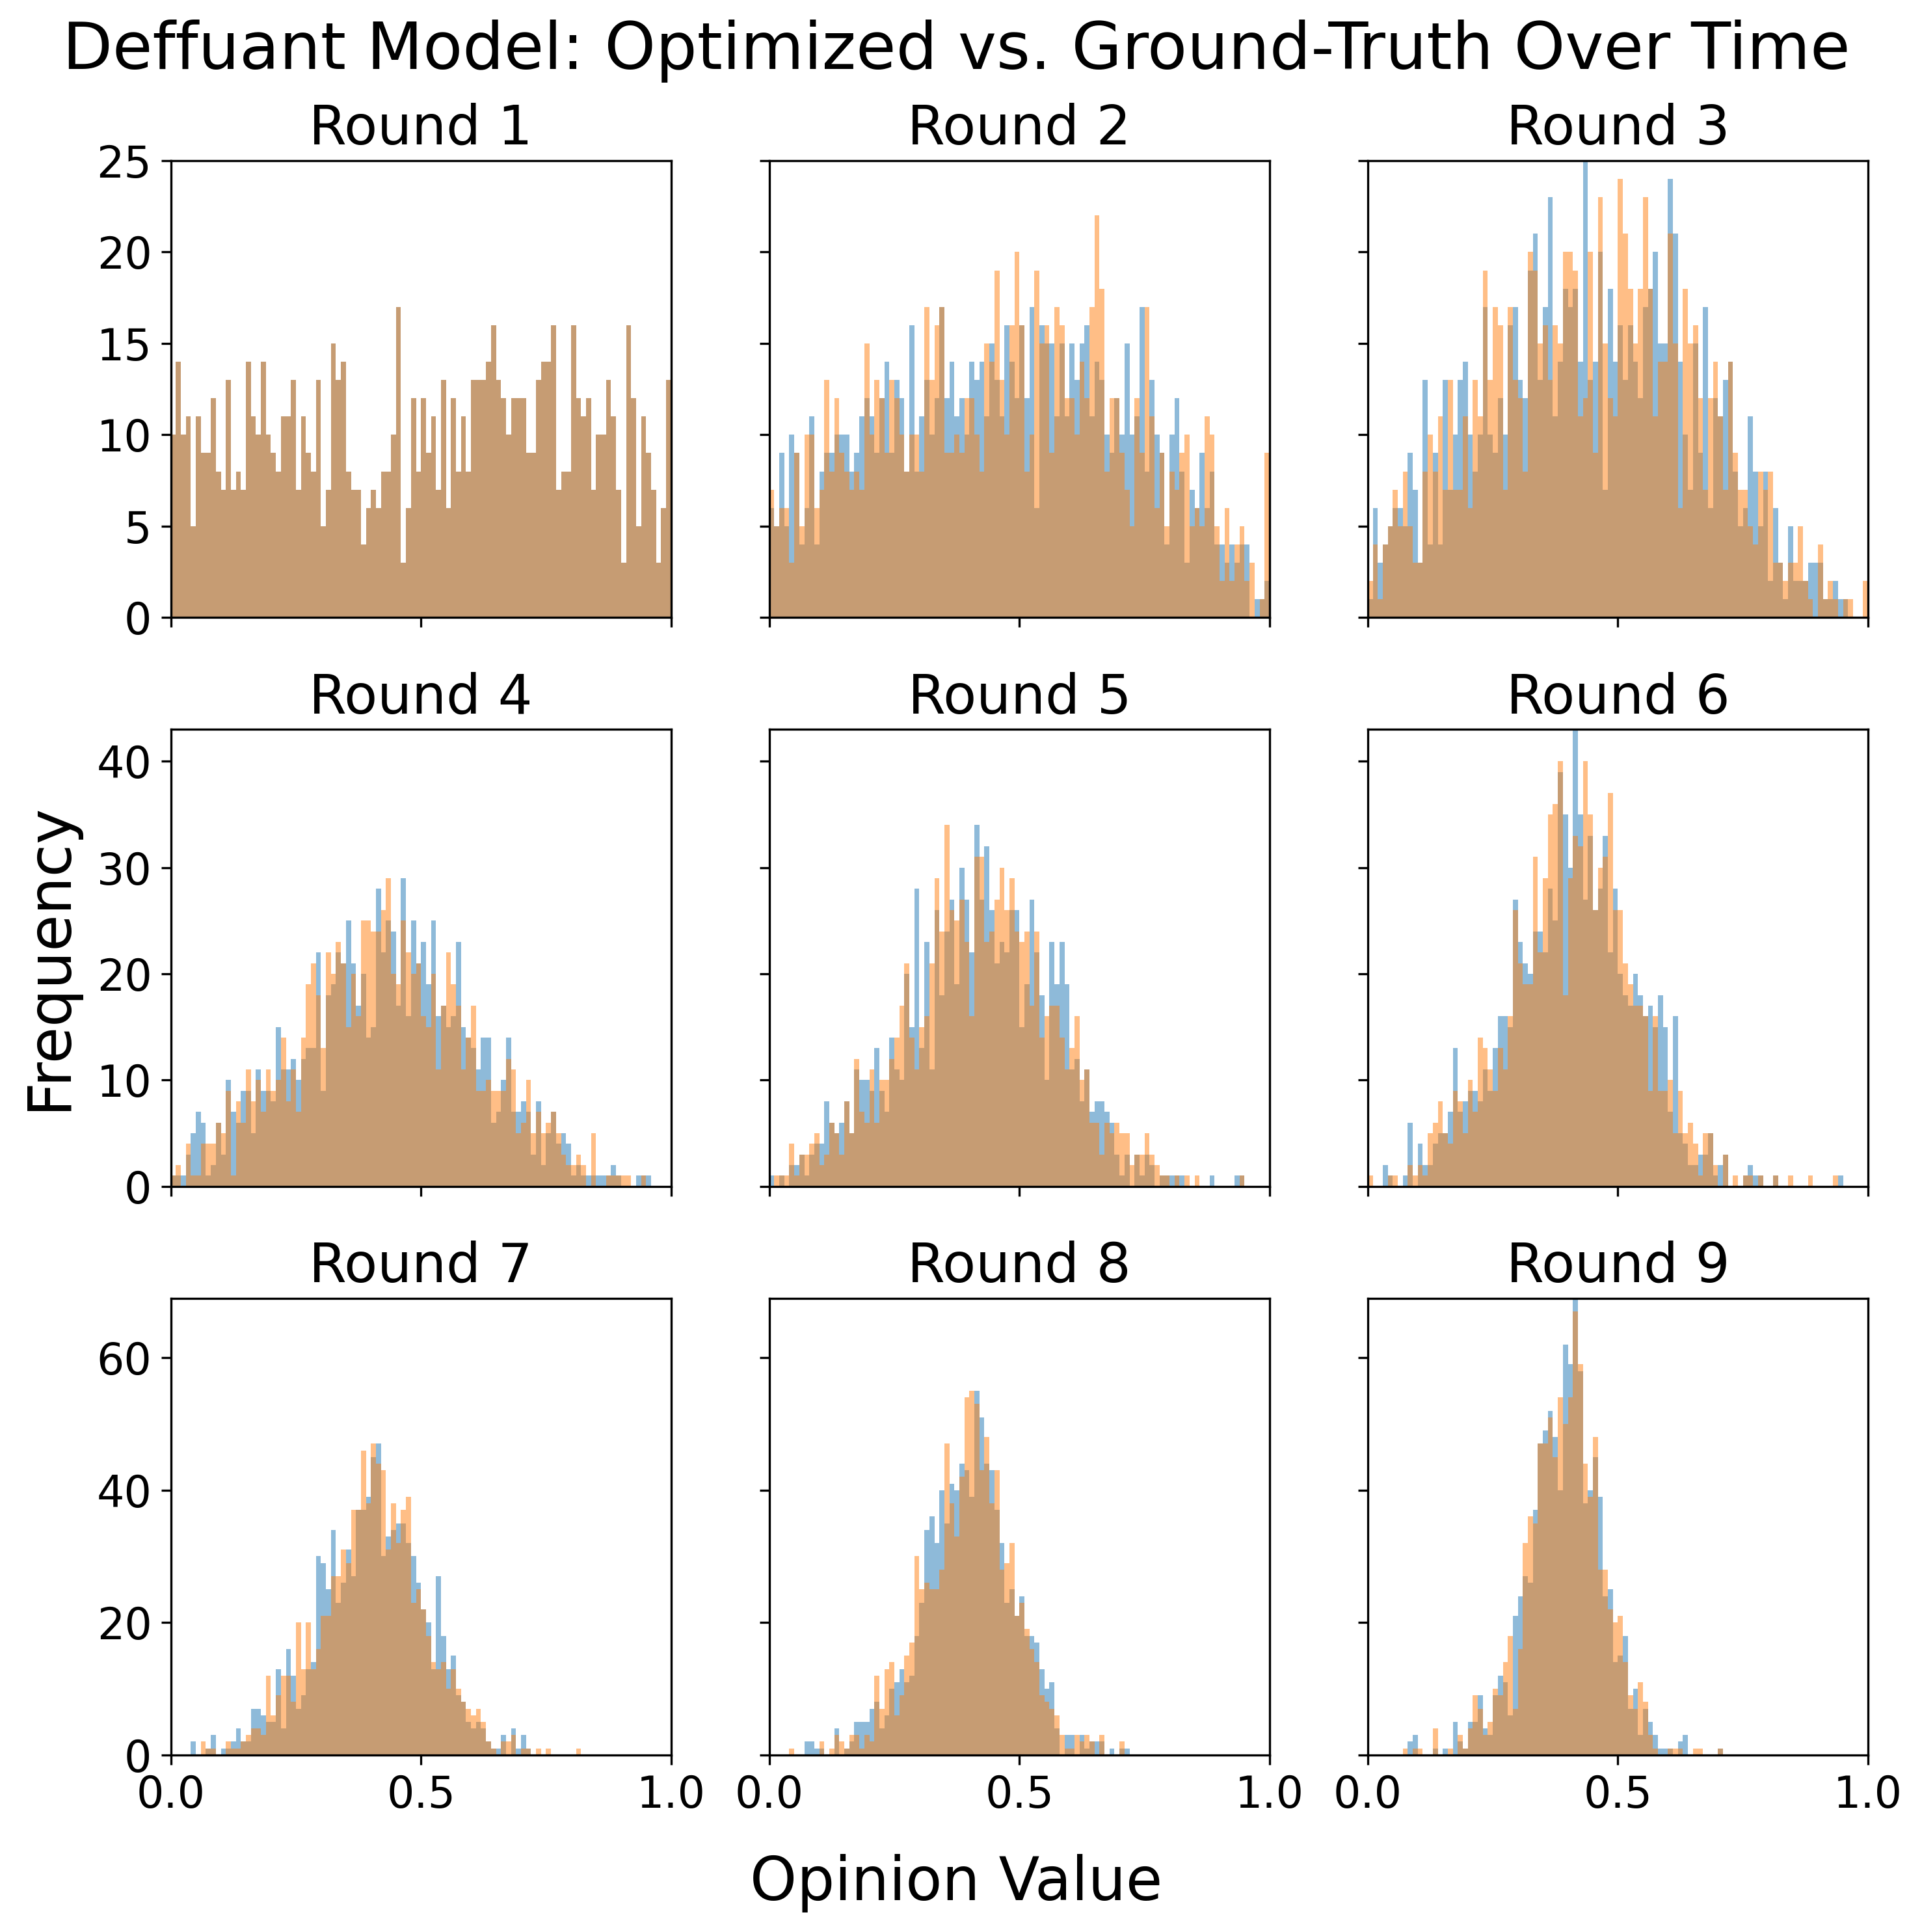 Deffuant Model: Optimized vs. Ground-Truth Over Time
Round 1
Round 2
Round 3
25
20
15
10
5
0
Round 4
Round 5
Round 6
40
30
20
10
0
Frequency
Round 7
Round 8
Round 9
60
40
20
0
0.0 0.5 1.0
0.0 0.5 1.0
0.0 0.5 1.0
Opinion Value